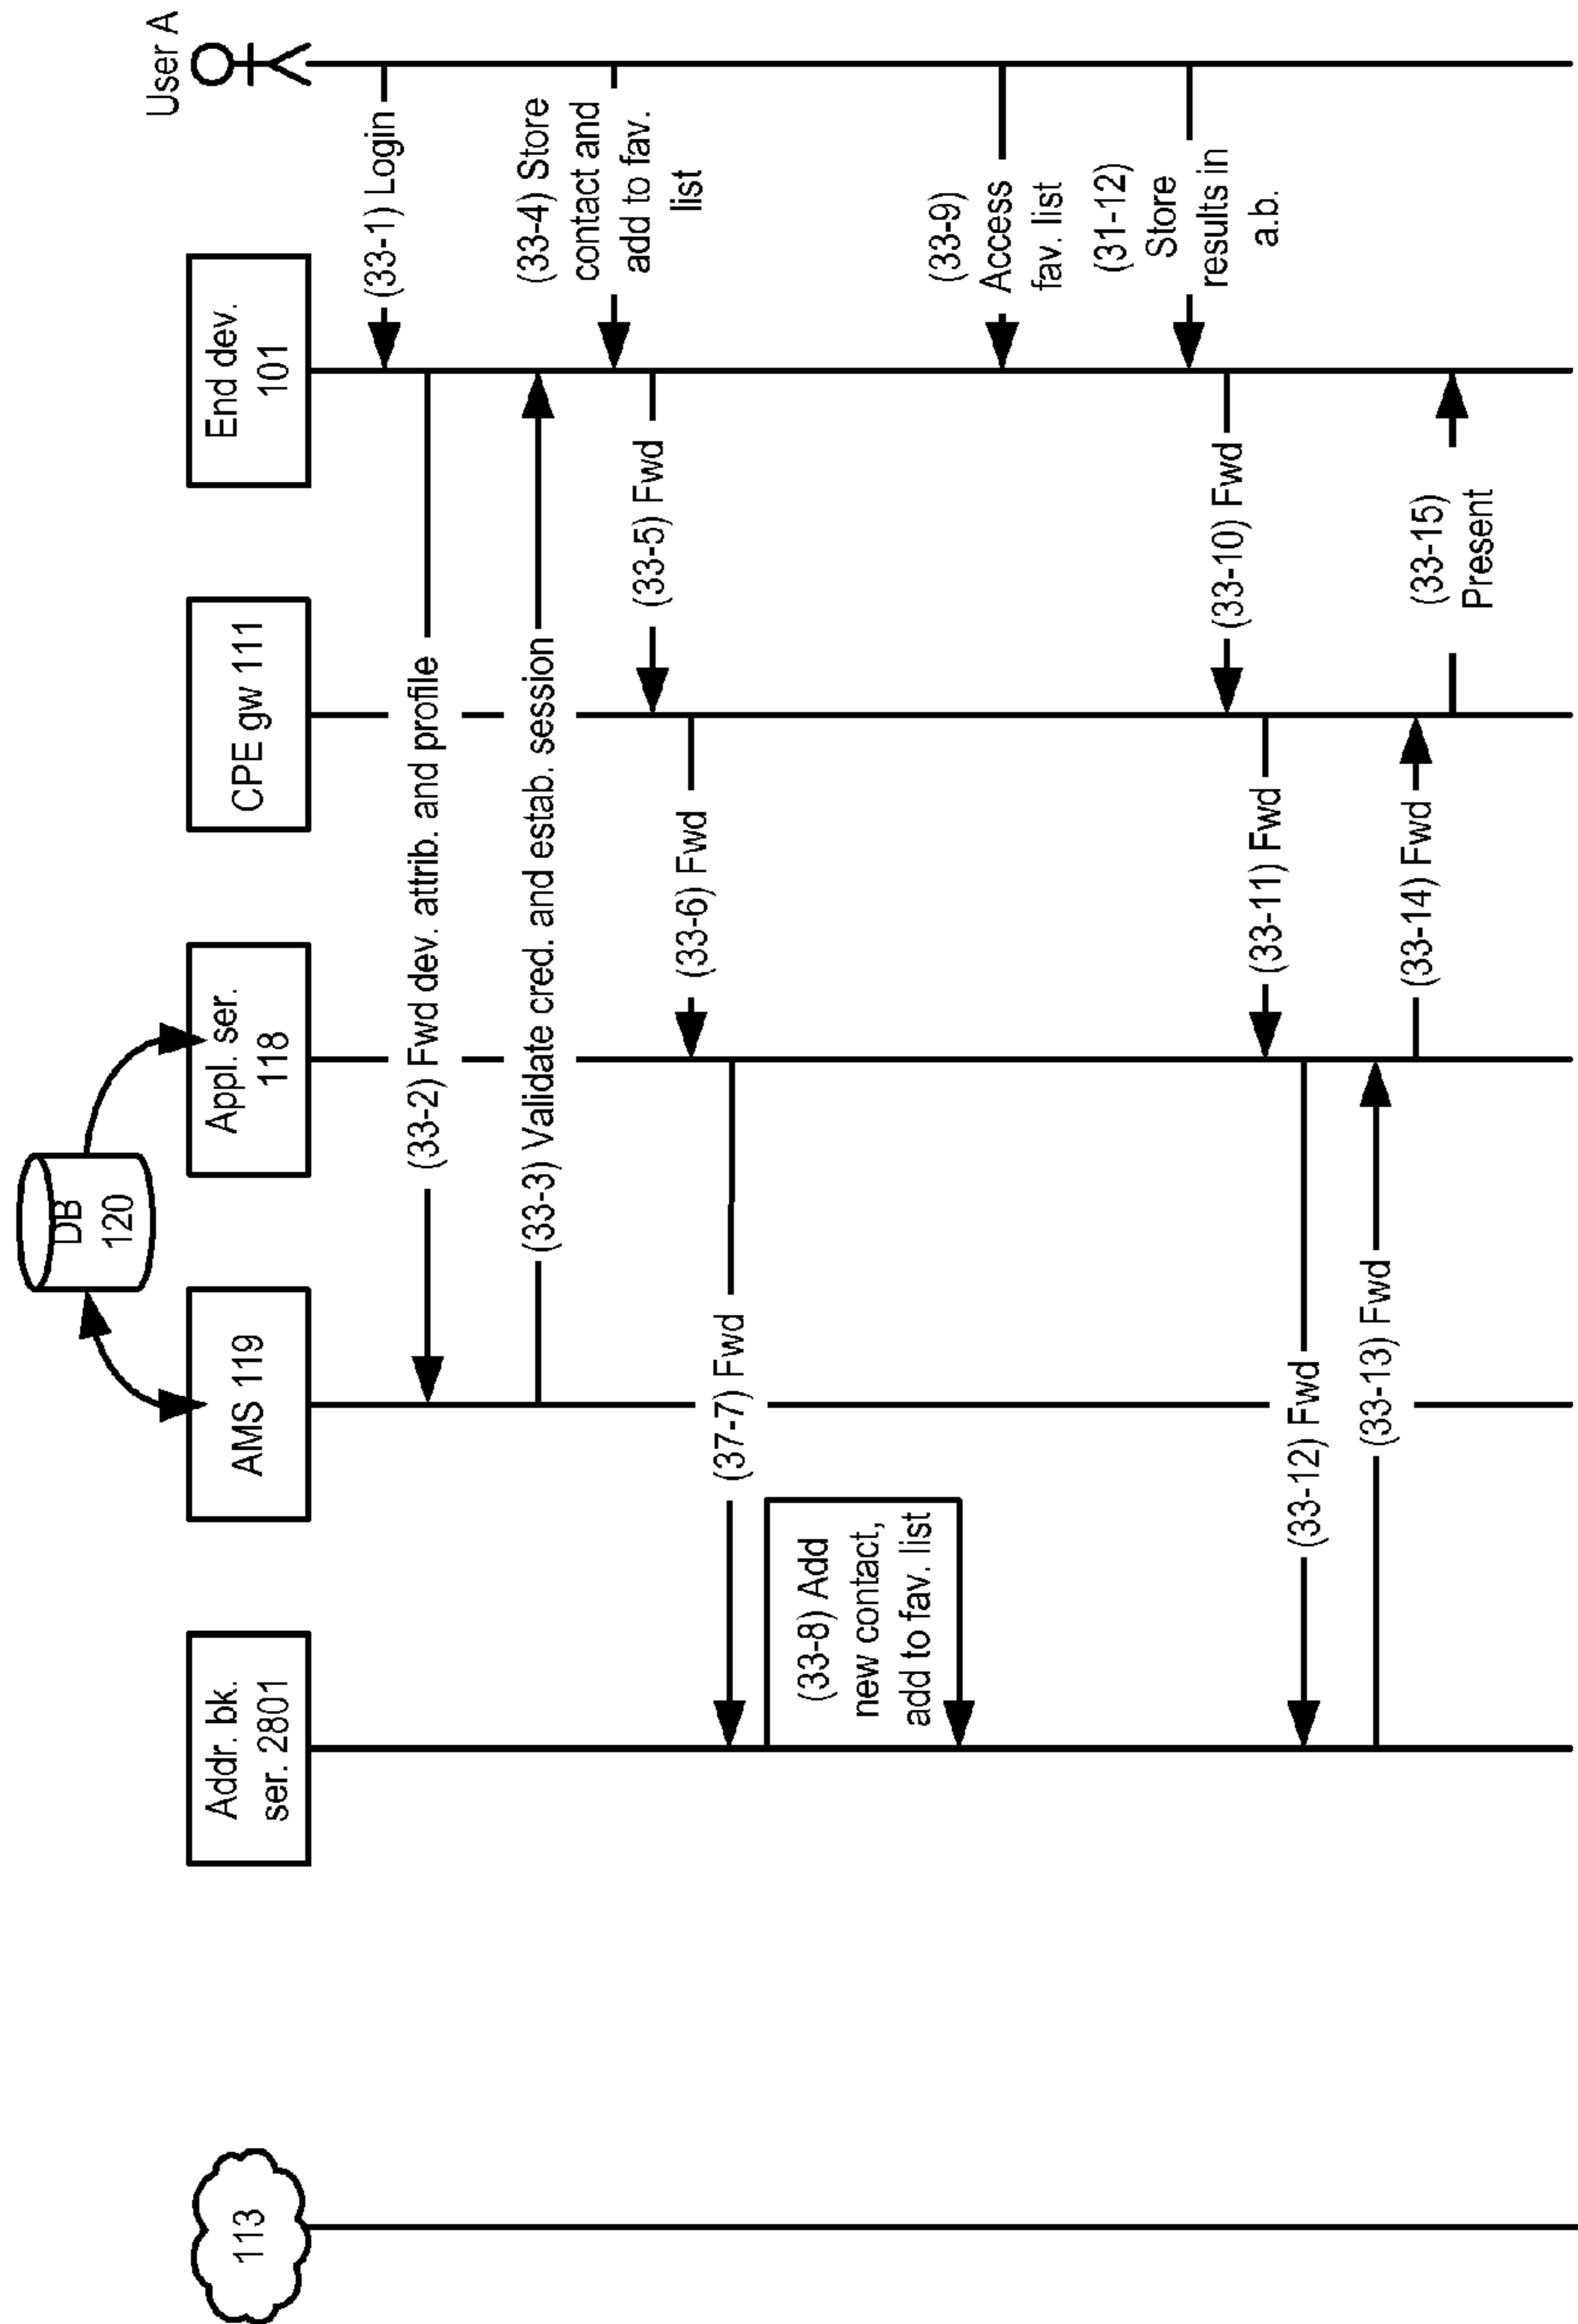 User A
DB
120
113
Addr. bk.
ser. 2801
AMS 119
Appl. ser.
118
CPE gw 111
End dev.
101
(33-1) Login
(33-2) Fwd dev. attrib. and profile
(33-3) Validate cred. and estab. session
(33-4) Store
contact and
add to fav.
list
(33-5) Fwd
(33-6) Fwd
(37-7) Fwd
(33-8) Add
new contact,
add to fav. list
(33-9)
Access
fav. list
(31-12)
Store
results in
a.b.
(33-10) Fwd
(33-11) Fwd
(33-12) Fwd
(33-13) Fwd
(33-14) Fwd
(33-15)
Present